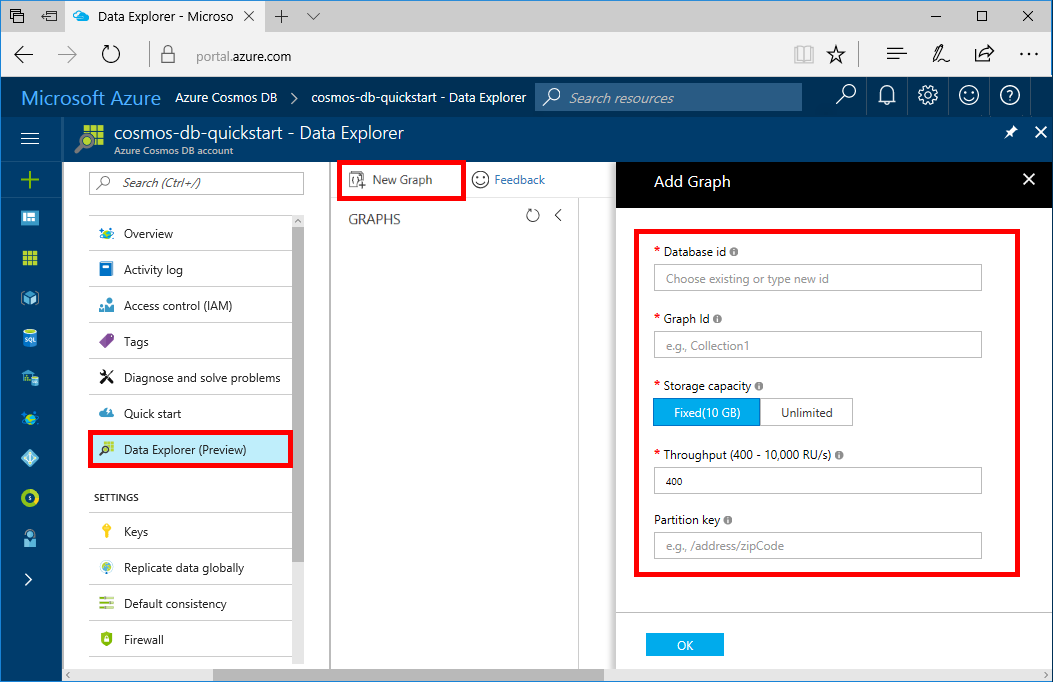 Data Explorer - Microso
portal.azure.com
Microsoft Azure
Azure Cosmos DB
cosmos-db-quickstart - Data Explorer
Search resources
cosmos-db-quickstart - Data Explorer
Azure Cosmos DB account
Search (Ctrl+/)
Overview
Activity log
Access control (IAM)
Tags
Diagnose and solve problems
Quick start
Data Explorer (Preview)
SETTINGS
Keys
Replicate data globally
Default consistency
Firewall
SQL
New Graph
Feedback
GRAPHS
Add Graph
* Database id
Choose existing or type new id
* Graph Id
e.g., Collection1
* Storage capacity
Fixed(10 GB)
Unlimited
* Throughput (400 - 10,000 RU/s)
400
Partition key
e.g., /address/zipCode
OK